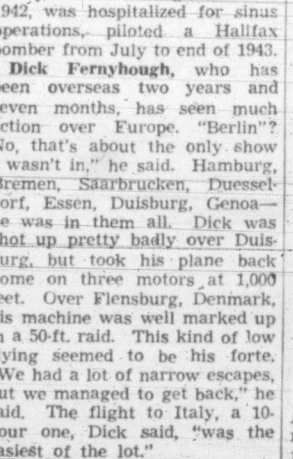 1942, was hospitalized for sinus
operations, piloted a Halifax
bomber from July to end of 1943.
Dick Fernyhough, who has
been overseas two years and
seven months, has seen much
action over Europe. "Berlin"?
No, that's about the only show
I wasn't in," he said. Hamburg,
Bremen, Saarbrucken, Duessel-
dorf, Essen, Duisburg, Genoa—
he was in them all. Dick was
shot up pretty badly over Duis-
burg, but took his plane back
home on three motors at 1,000
feet. Over Flensburg, Denmark,
his machine was well marked up
in a 50-ft. raid. This kind of low
flying seemed to be his forte.
"We had a lot of narrow escapes,
but we managed to get back," he
said. The flight to Italy, a 10-
hour one, Dick said, "was the
easiest of the lot."